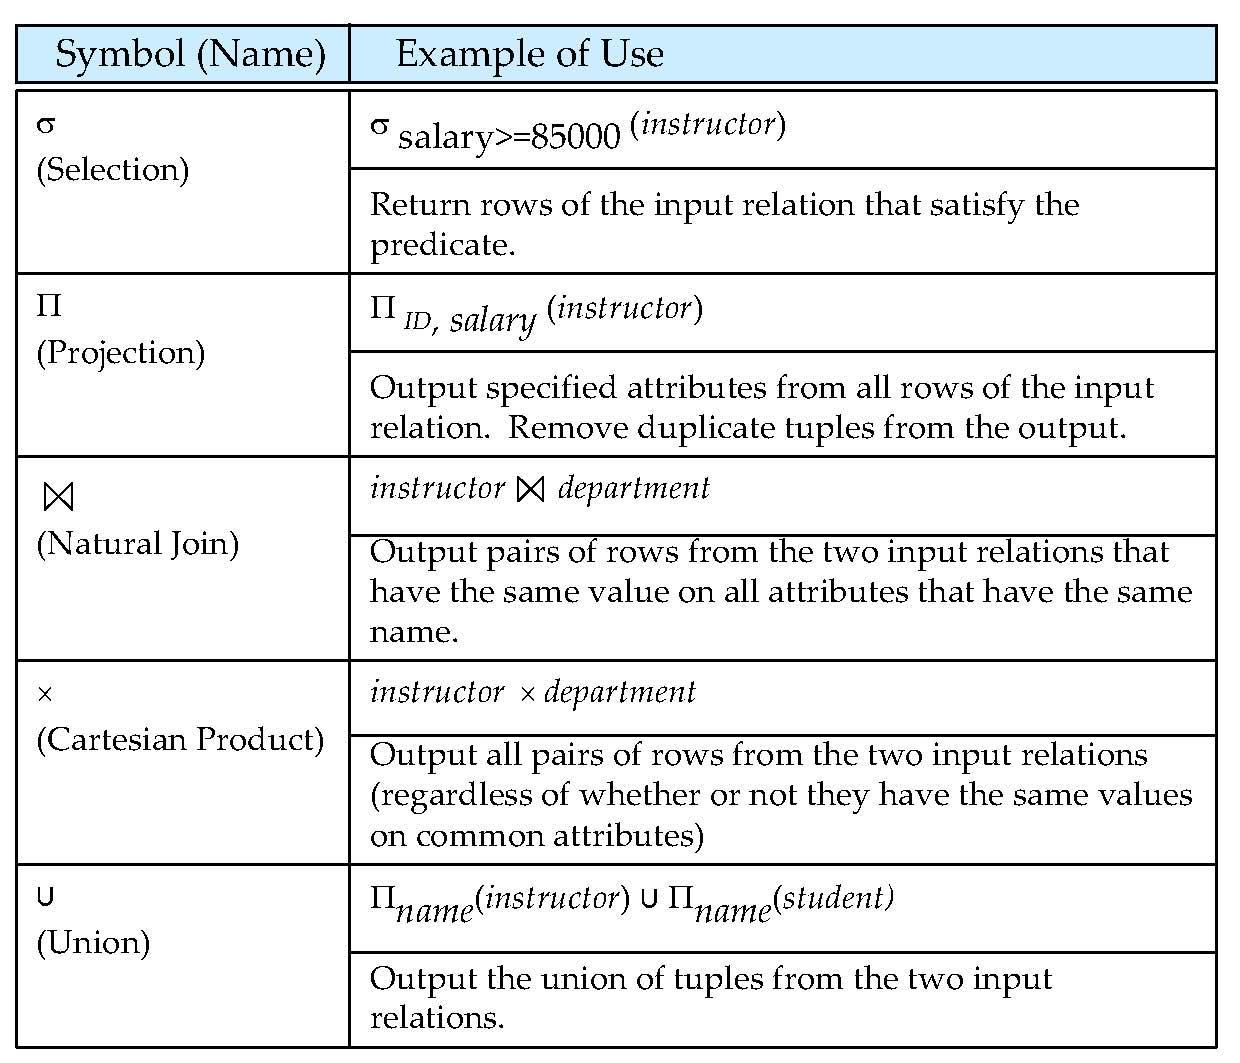 Symbol (Name) Example of Use
σ
(Selection)
σ salary>=85000 (instructor)
Return rows of the input relation that satisfy the
predicate.
Π
(Projection)
Π ID, salary (instructor)
Output specified attributes from all rows of the input
relation. Remove duplicate tuples from the output.
⋈
(Natural Join)
instructor ⋈ department
Output pairs of rows from the two input relations that
have the same value on all attributes that have the same
name.
×
(Cartesian Product)
instructor × department
Output all pairs of rows from the two input relations
(regardless of whether or not they have the same values
on common attributes)
∪
(Union)
Πname(instructor) ∪ Πname(student)
Output the union of tuples from the two input
relations.